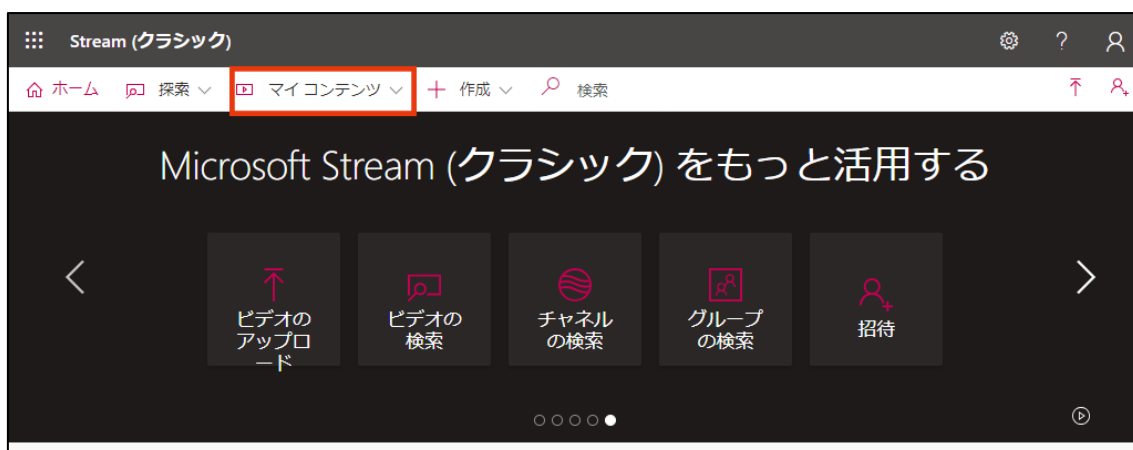 Stream (クラシック)
?
ホーム 探索 マイ コンテンツ 作成 検索
Microsoft Stream (クラシック) をもっと活用する
ビデオの
アップロ
ード
ビデオの
検索
チャネル
の検索
グループ
の検索
招待